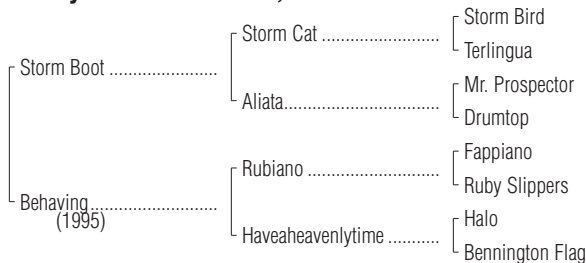 Storm Bird
Storm Cat ..............................
Terlingua
Storm Boot ...........................
Mr. Prospector
Aliata.......................................
Drumtop
Fappiano
Rubiano .................................
Ruby Slippers
Behaving................................
(1995)
Halo
Haveaheavenlytime ...........
Bennington Flag